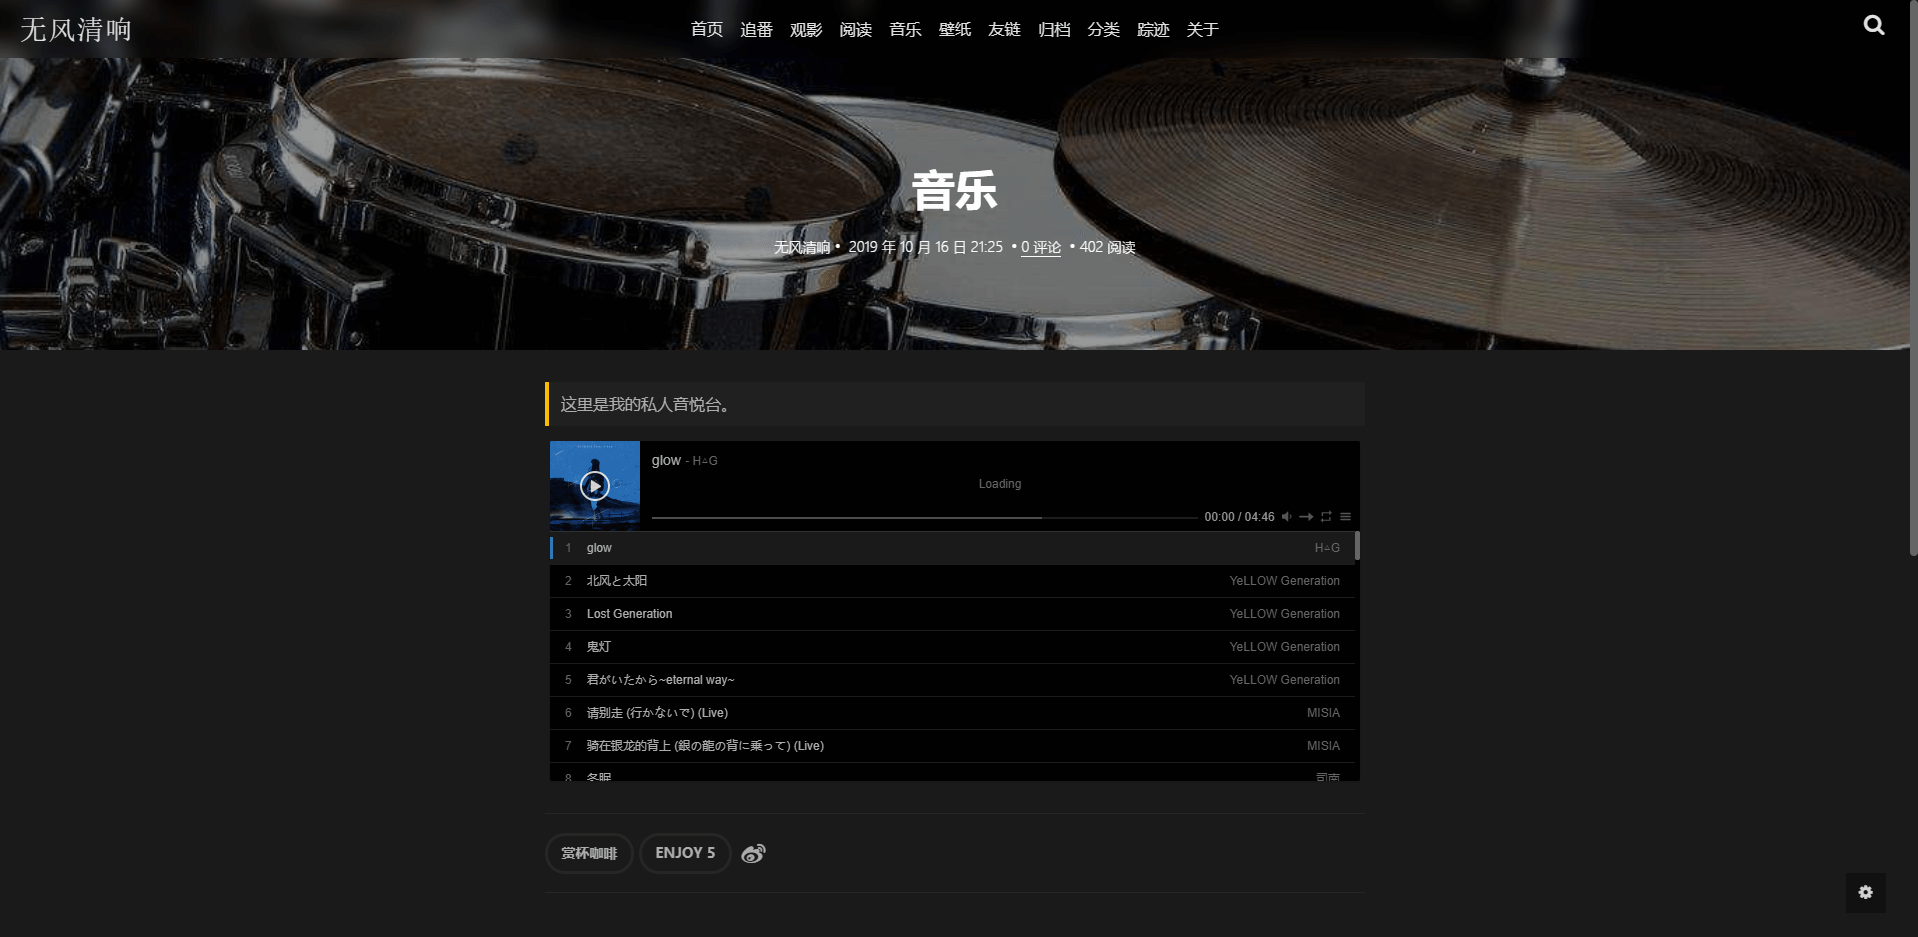 无风清响
首页 追番 观影 阅读 音乐 壁纸 友链 归档 分类 踪迹 关于
音乐
无风清响 • 2019 年 10 月 16 日 21:25 • 0 评论 • 402 阅读
这里是我的私人音悦台。
glow - H△G
Loading
00:00 / 04:46
1 glow H△G
2 北风と太阳 YeLLOW Generation
3 Lost Generation YeLLOW Generation
4 鬼灯 YeLLOW Generation
5 君がいたから~eternal way~ YeLLOW Generation
6 请别走 (行かないで) (Live) MISIA
7 骑在银龙的背上 (銀の龍の背に乗って) (Live) MISIA
8 冬眠 司南
赏杯咖啡 ENJOY 5